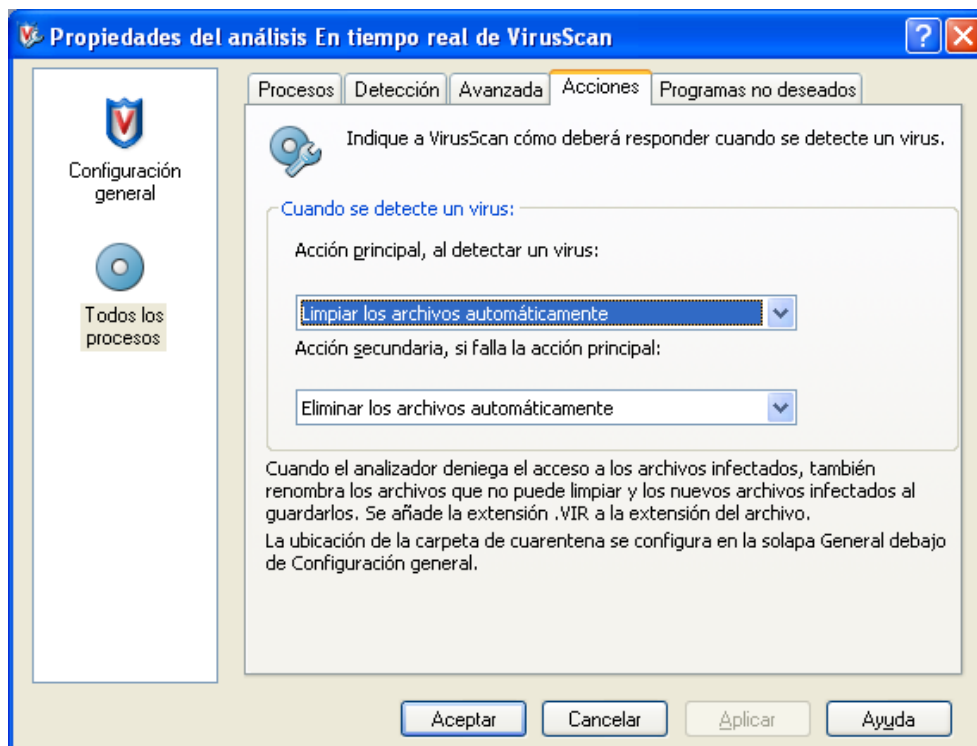 Propiedades del análisis En tiempo real de VirusScan
Configuración
general
Todos los
procesos
Procesos
Detección
Avanzada
Acciones
Programas no deseados
Indique a VirusScan cómo deberá responder cuando se detecte un virus.
Cuando se detecte un virus:
Acción principal, al detectar un virus:
Limpiar los archivos automáticamente
Acción secundaria, si falla la acción principal:
Eliminar los archivos automáticamente
Cuando el analizador deniega el acceso a los archivos infectados, también
renombra los archivos que no puede limpiar y los nuevos archivos infectados al
guardarlos. Se añade la extensión .VIR a la extensión del archivo.
La ubicación de la carpeta de cuarentena se configura en la solapa General debajo
de Configuración general.
Aceptar
Cancelar
Aplicar
Ayuda